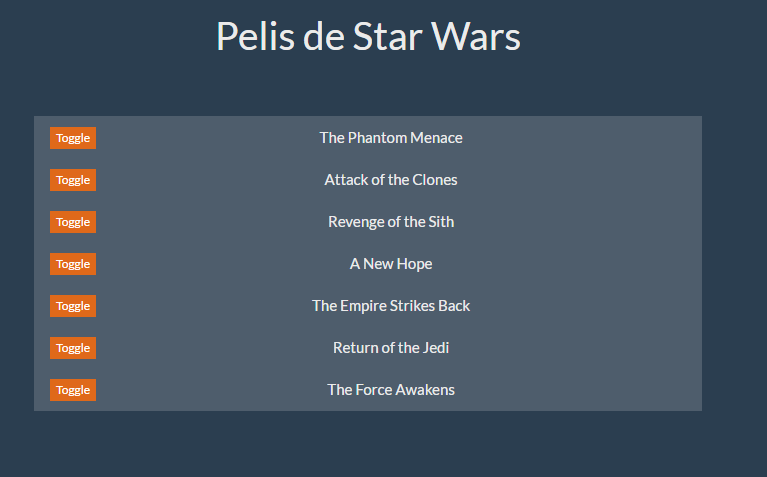 Pelis de Star Wars
Toggle The Phantom Menace
Toggle Attack of the Clones
Toggle Revenge of the Sith
Toggle A New Hope
Toggle The Empire Strikes Back
Toggle Return of the Jedi
Toggle The Force Awakens